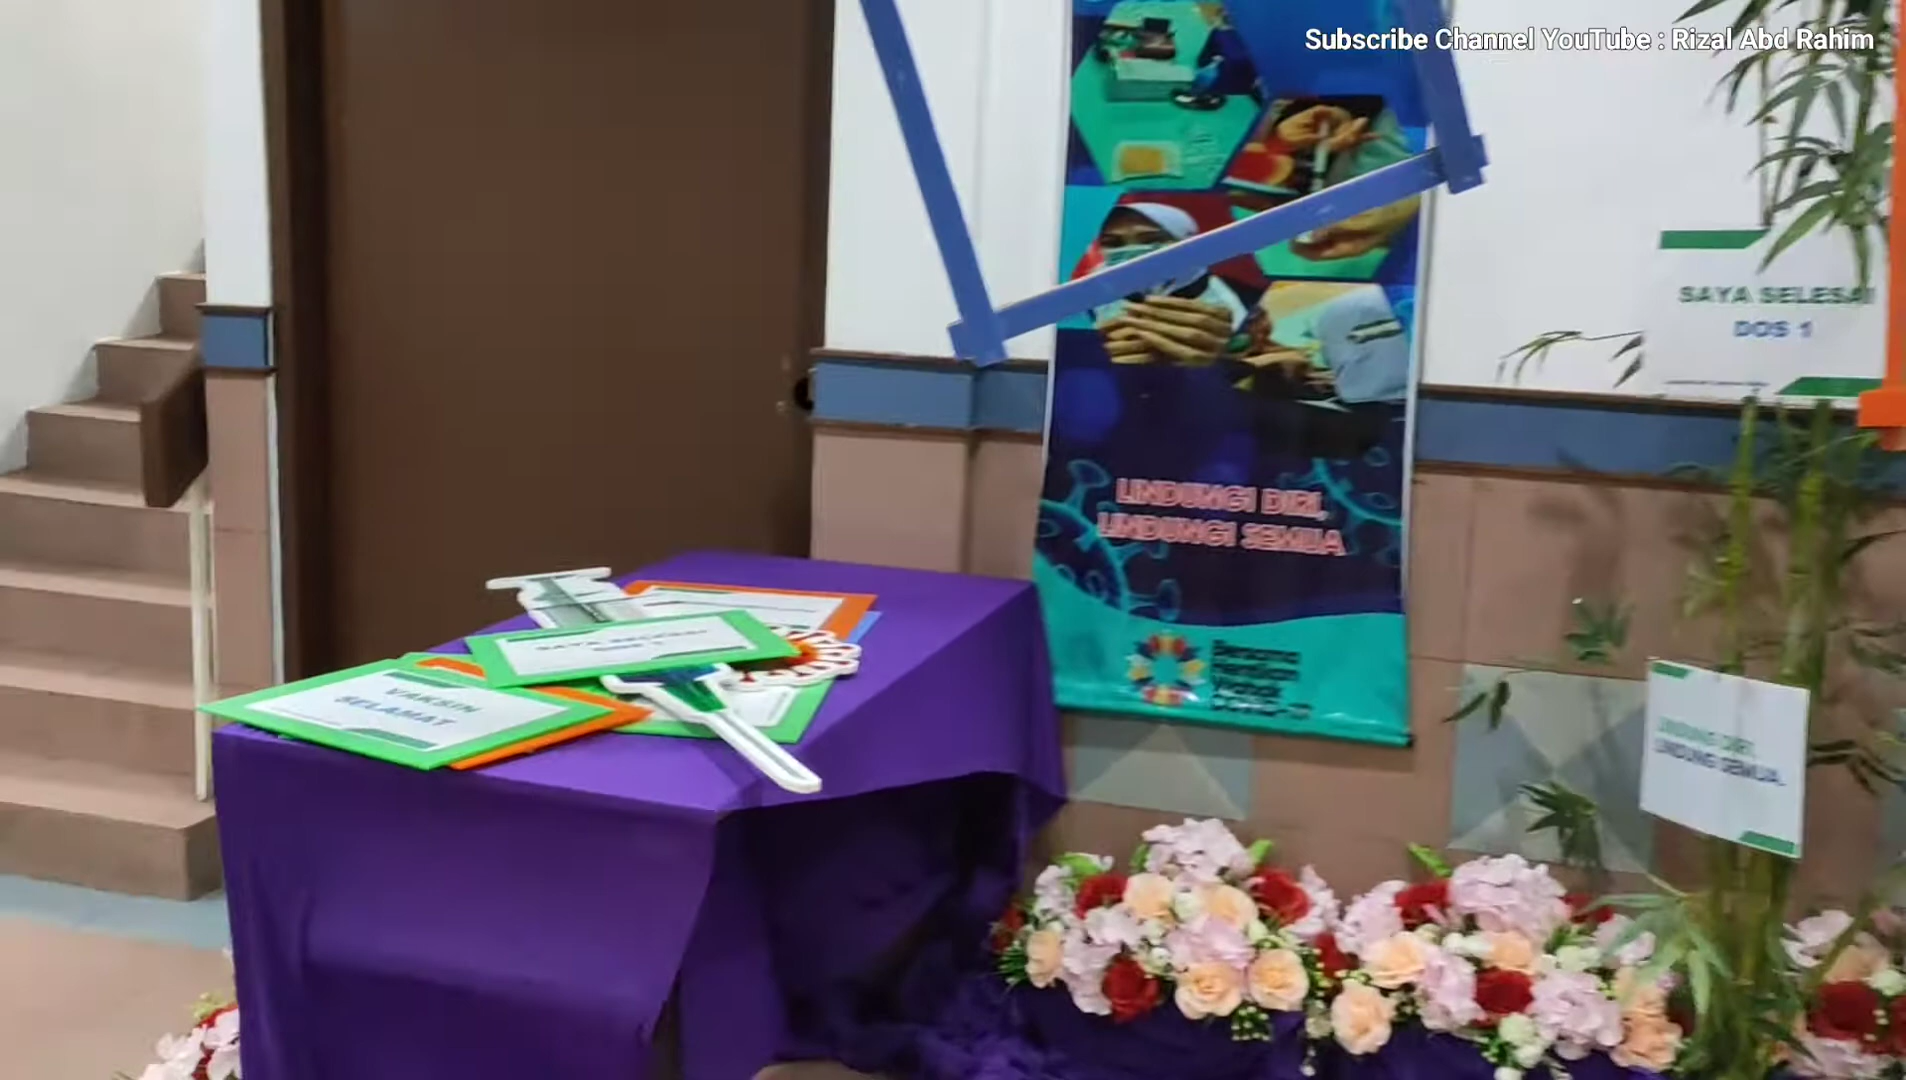 Subscribe Channel YouTube : Rizal Abd Rahim
SAYA SELESAI
DOS 1
LINDUNGI DIRI,
LINDUNGI SEMUA
VAKSIN
SELAMAT
LINDUNG DIRI,
LINDUNG SEMUA.